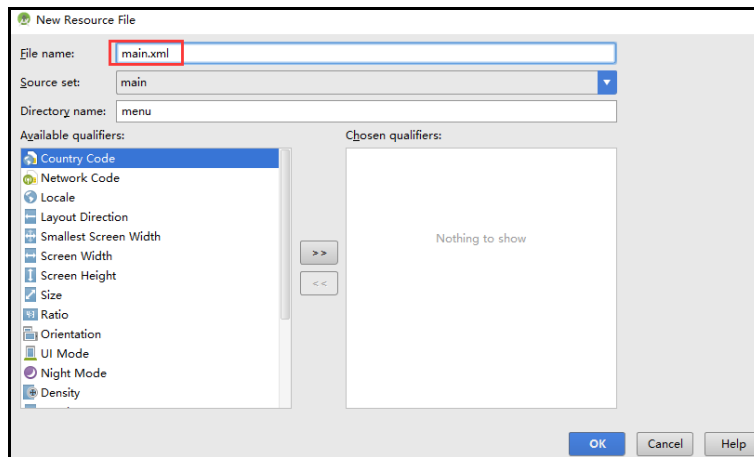 New Resource File
File name: main.xml
Source set: main
Directory name: menu
Available qualifiers: Chosen qualifiers:
Country Code
Network Code
Locale
Layout Direction
Smallest Screen Width
Nothing to show
Screen Width
>>
Screen Height
<<
Size
Ratio
Orientation
UI Mode
Night Mode
Density
OK Cancel Help